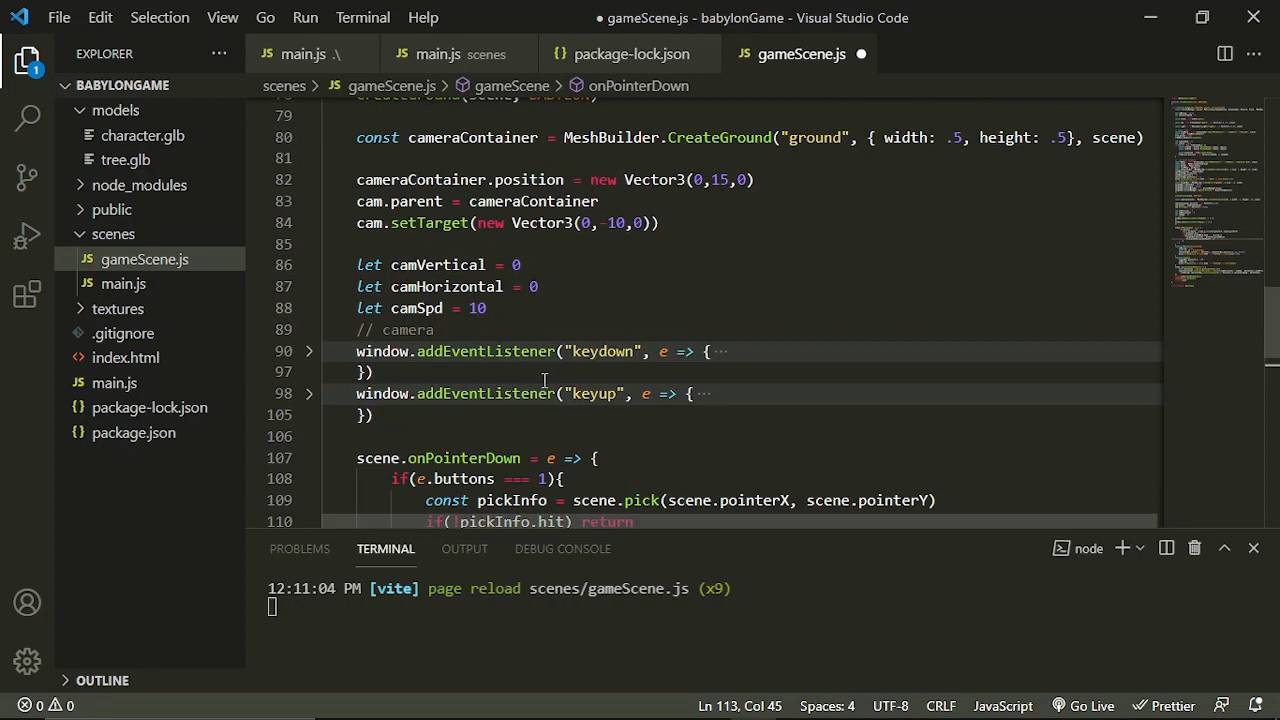 File Edit Selection View Go Run Terminal Help
● gameScene.js - babylonGame - Visual Studio Code
EXPLORER ···
JS main.js .\
JS main.js scenes
{} package-lock.json
JS gameScene.js ●
BABYLONGAME
scenes > JS gameScene.js > gameScene > onPointerDown
1
models
character.glb
tree.glb
node_modules
public
scenes
JS gameScene.js
JS main.js
textures
.gitignore
<> index.html
JS main.js
{} package-lock.json
{} package.json
OUTLINE
79
80 const cameraContainer = MeshBuilder.CreateGround("ground", { width: .5, height: .5}, scene)
81
82 cameraContainer.position = new Vector3(0,15,0)
83 cam.parent = cameraContainer
84 cam.setTarget(new Vector3(0,-10,0))
85
86 let camVertical = 0
87 let camHorizontal = 0
88 let camSpd = 10
89 // camera
90 window.addEventListener("keydown", e => {···
97 })
98 window.addEventListener("keyup", e => {···
105 })
106
107 scene.onPointerDown = e => {
108 if(e.buttons === 1){
109 const pickInfo = scene.pick(scene.pointerX, scene.pointerY)
110 if(!pickInfo.hit) return
PROBLEMS TERMINAL OUTPUT DEBUG CONSOLE
node
12:11:04 PM [vite] page reload scenes/gameScene.js (x9)
0 0
Ln 113, Col 45 Spaces: 4 UTF-8 CRLF JavaScript Go Live Prettier